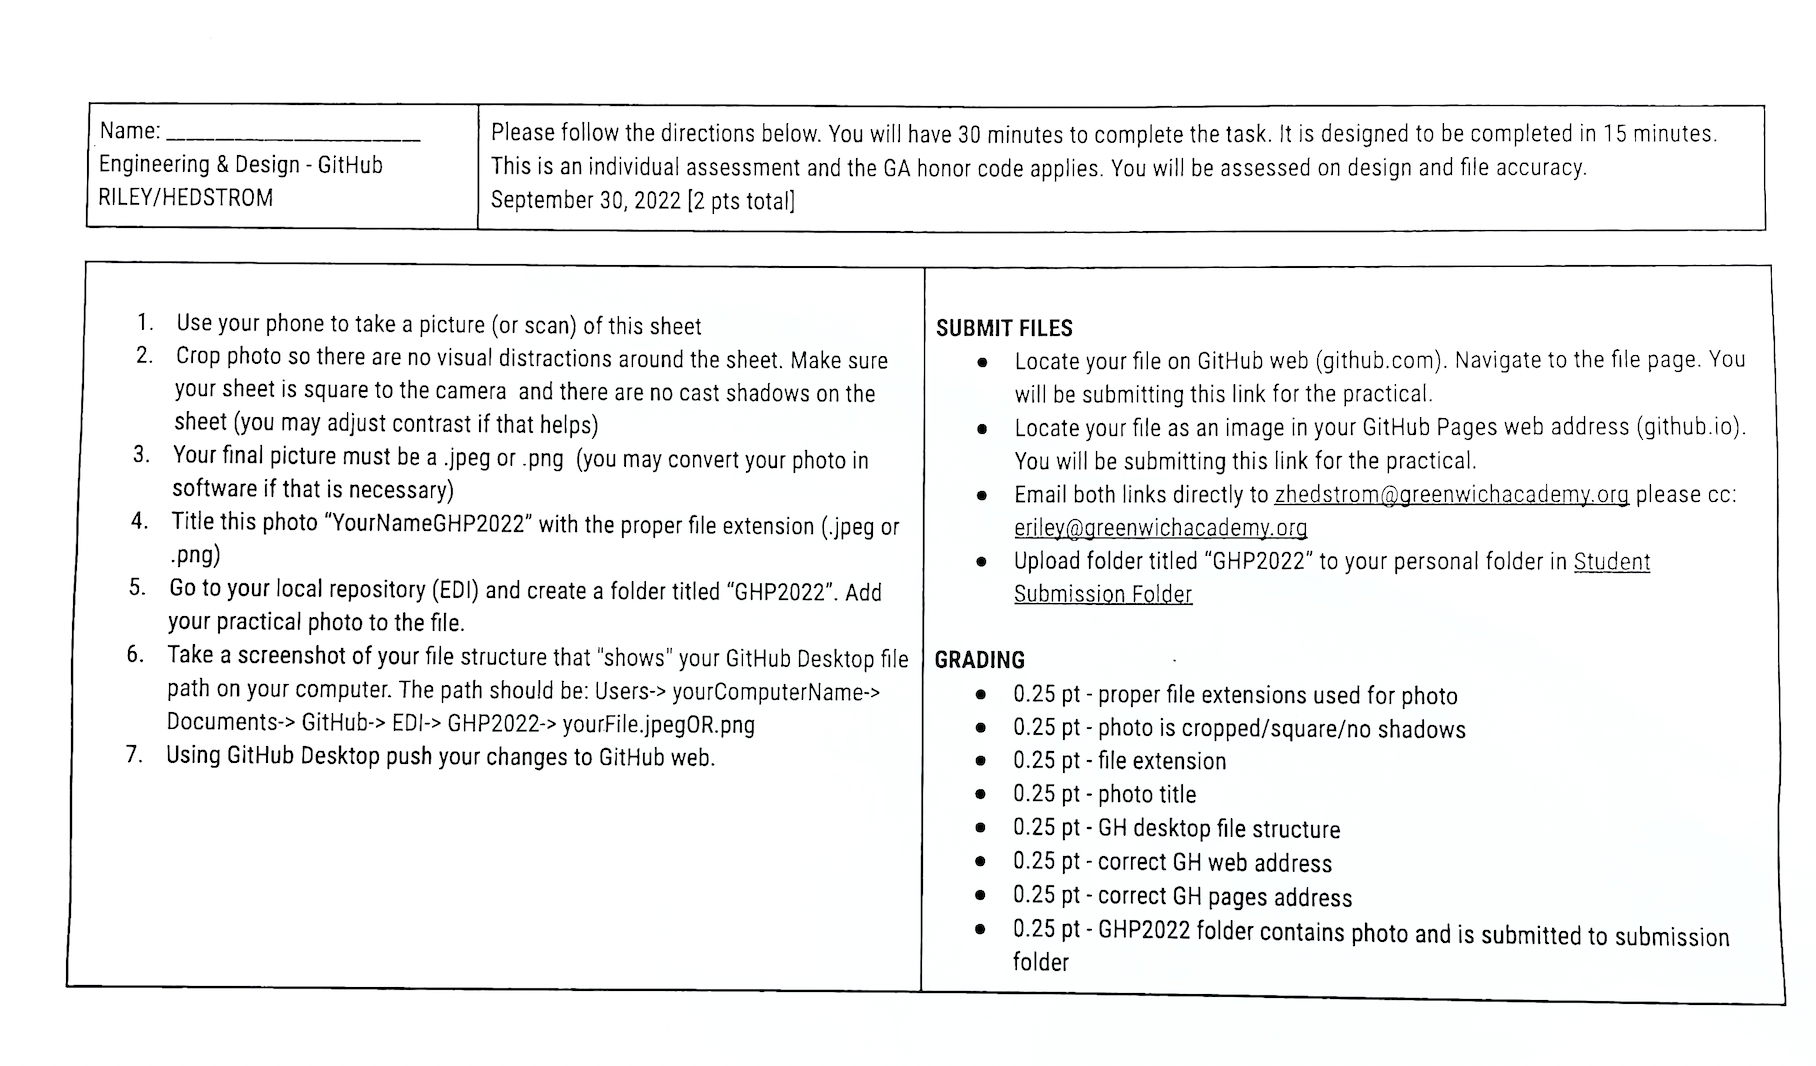 Name: ____________________
Engineering & Design - GitHub
RILEY/HEDSTROM
Please follow the directions below. You will have 30 minutes to complete the task. It is designed to be completed in 15 minutes.
This is an individual assessment and the GA honor code applies. You will be assessed on design and file accuracy.
September 30, 2022 [2 pts total]
1. Use your phone to take a picture (or scan) of this sheet
2. Crop photo so there are no visual distractions around the sheet. Make sure
your sheet is square to the camera and there are no cast shadows on the
sheet (you may adjust contrast if that helps)
3. Your final picture must be a .jpeg or .png (you may convert your photo in
software if that is necessary)
4. Title this photo “YourNameGHP2022” with the proper file extension (.jpeg or
.png)
5. Go to your local repository (EDI) and create a folder titled “GHP2022”. Add
your practical photo to the file.
6. Take a screenshot of your file structure that "shows" your GitHub Desktop file
path on your computer. The path should be: Users-> yourComputerName->
Documents-> GitHub-> EDI-> GHP2022-> yourFile.jpegOR.png
7. Using GitHub Desktop push your changes to GitHub web.
SUBMIT FILES
● Locate your file on GitHub web (github.com). Navigate to the file page. You
will be submitting this link for the practical.
● Locate your file as an image in your GitHub Pages web address (github.io).
You will be submitting this link for the practical.
● Email both links directly to zhedstrom@greenwichacademy.org please cc:
eriley@greenwichacademy.org
● Upload folder titled “GHP2022” to your personal folder in Student
Submission Folder
GRADING
● 0.25 pt - proper file extensions used for photo
● 0.25 pt - photo is cropped/square/no shadows
● 0.25 pt - file extension
● 0.25 pt - photo title
● 0.25 pt - GH desktop file structure
● 0.25 pt - correct GH web address
● 0.25 pt - correct GH pages address
● 0.25 pt - GHP2022 folder contains photo and is submitted to submission
folder